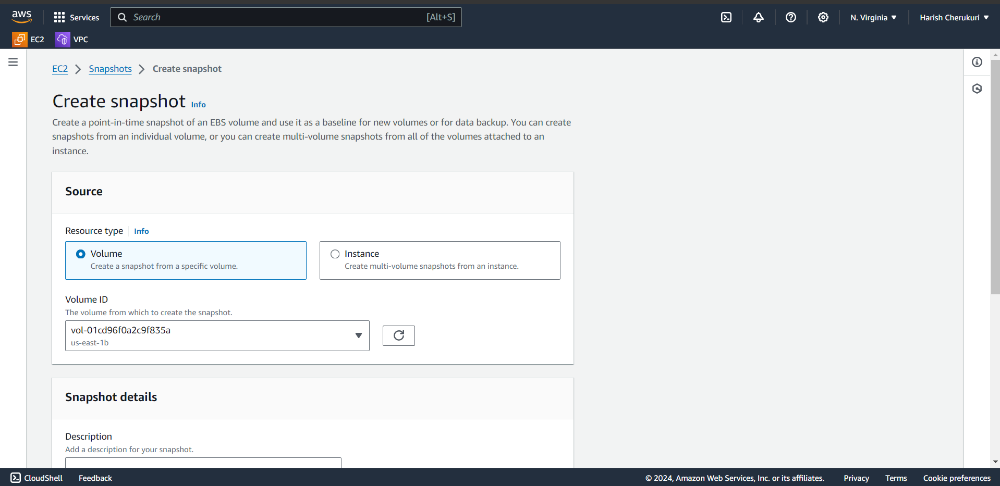 aws Services Search [Alt+S] N. Virginia ▼ Harish Cherukuri ▼
EC2 VPC
EC2 > Snapshots > Create snapshot
Create snapshot Info
Create a point-in-time snapshot of an EBS volume and use it as a baseline for new volumes or for data backup. You can create
snapshots from an individual volume, or you can create multi-volume snapshots from all of the volumes attached to an
instance.
Source
Resource type Info
Volume
Create a snapshot from a specific volume.
Instance
Create multi-volume snapshots from an instance.
Volume ID
The volume from which to create the snapshot.
vol-01cd96f0a2c9f835a
us-east-1b
Snapshot details
Description
Add a description for your snapshot.
CloudShell Feedback © 2024, Amazon Web Services, Inc. or its affiliates. Privacy Terms Cookie preferences